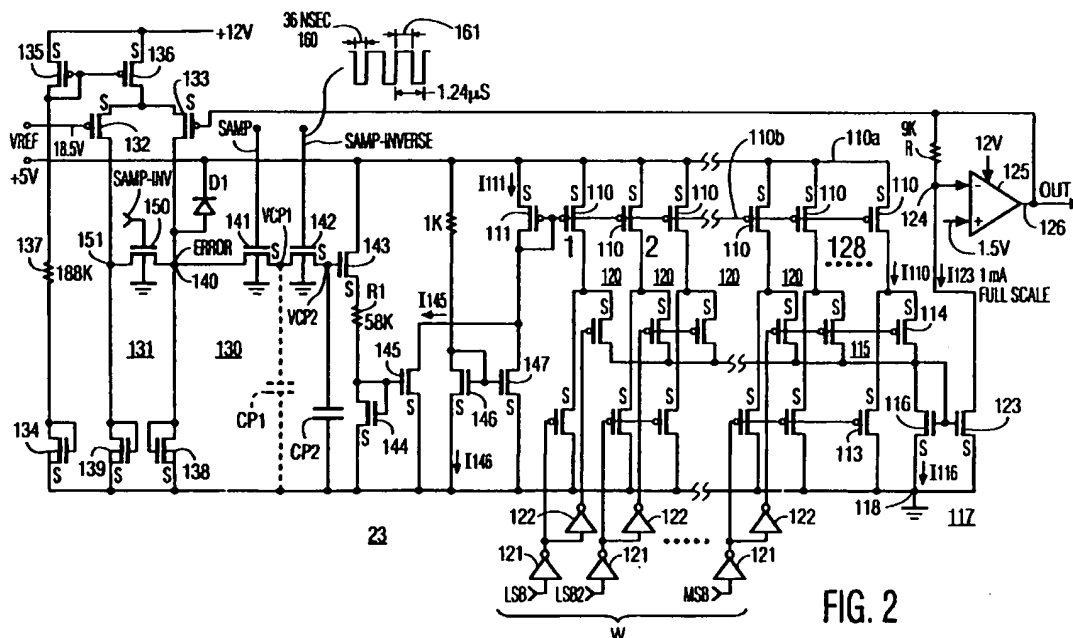 36 NSEC
160
161
+12V
1.24µS
135
S
S
136
S
S
133
132
VREF
18.5V
+5V
SAMP
SAMP-INVERSE
SAMP-INV
D1
150
151
141
VCP1
142
S
S
143
ERROR
140
S
137
188K
VCP2
R1
58K
131
130
CP1
CP2
145
144
S
S
I145
1K
146
S
147
S
I146
134
S
139
S
138
S
23
I111
111
S
110
S
110
S
110
S
110b
110a
110
S
110
S
110
S
1
2
128
110
110
120
120
120
120
S
S
S
S
S
S
I110
114
115
S
S
S
S
S
S
113
116
S
S
123
I116
118
117
9K
R
12V
125
124
OUT
126
1.5V
I123 1 mA
FULL SCALE
122
122
122
121
121
121
LSB
LSB2
MSB
W
FIG. 2